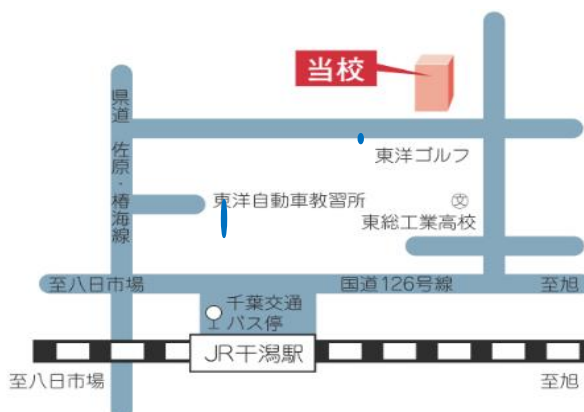 当校
県道 佐原・椿海線
東洋ゴルフ
東洋自動車教習所
文
東総工業高校
至八日市場
国道126号線
至旭
千葉交通
バス停
JR干潟駅
至八日市場
至旭